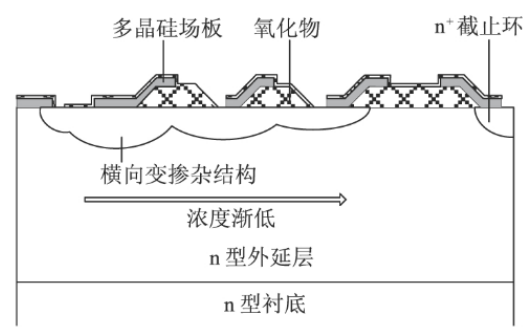 多晶硅场板 氧化物 n⁺ 截止环
横向变掺杂结构
浓度渐低
n 型外延层
n 型衬底